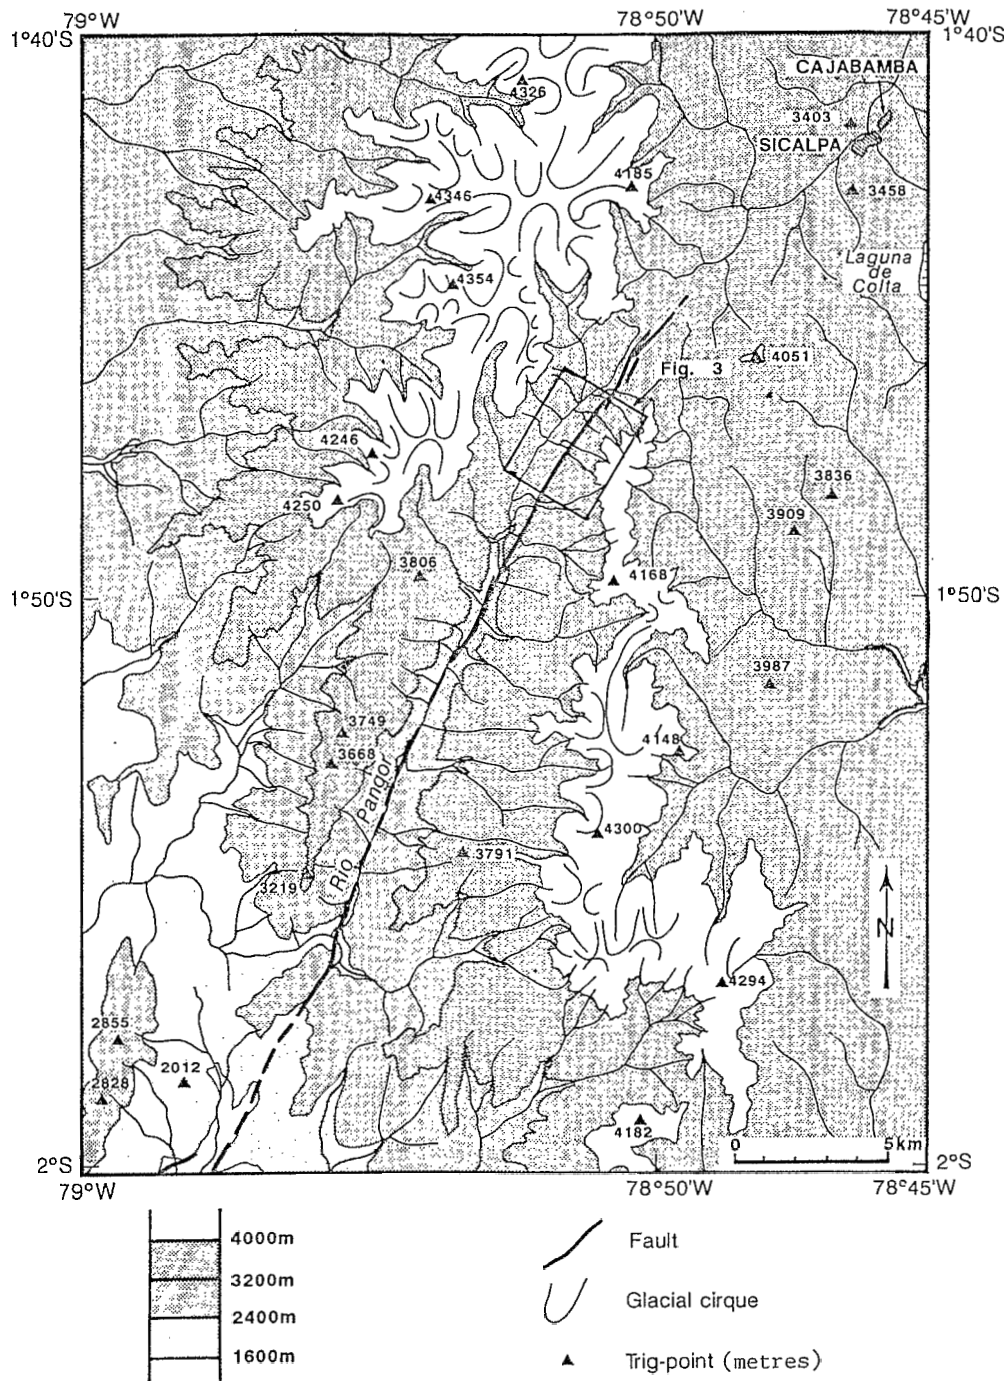 79°W 78°50'W 78°45'W
1°40'S 1°40'S
CAJABAMBA
4326
3403
SICALPA
4185
4346 3458
Laguna
de
Colta
4354
4051
Fig. 3
4246
3836
4250
3909
3806
4168
1°50'S 1°50'S
3987
3749
4148
3668
Rio Pangor
4300
3791
3219
N
4294
2855
2012
2828
4182
0 5km
2°S 2°S
79°W 78°50'W 78°45'W
4000m
Fault
3200m
Glacial cirque
2400m
1600m
Trig-point (metres)